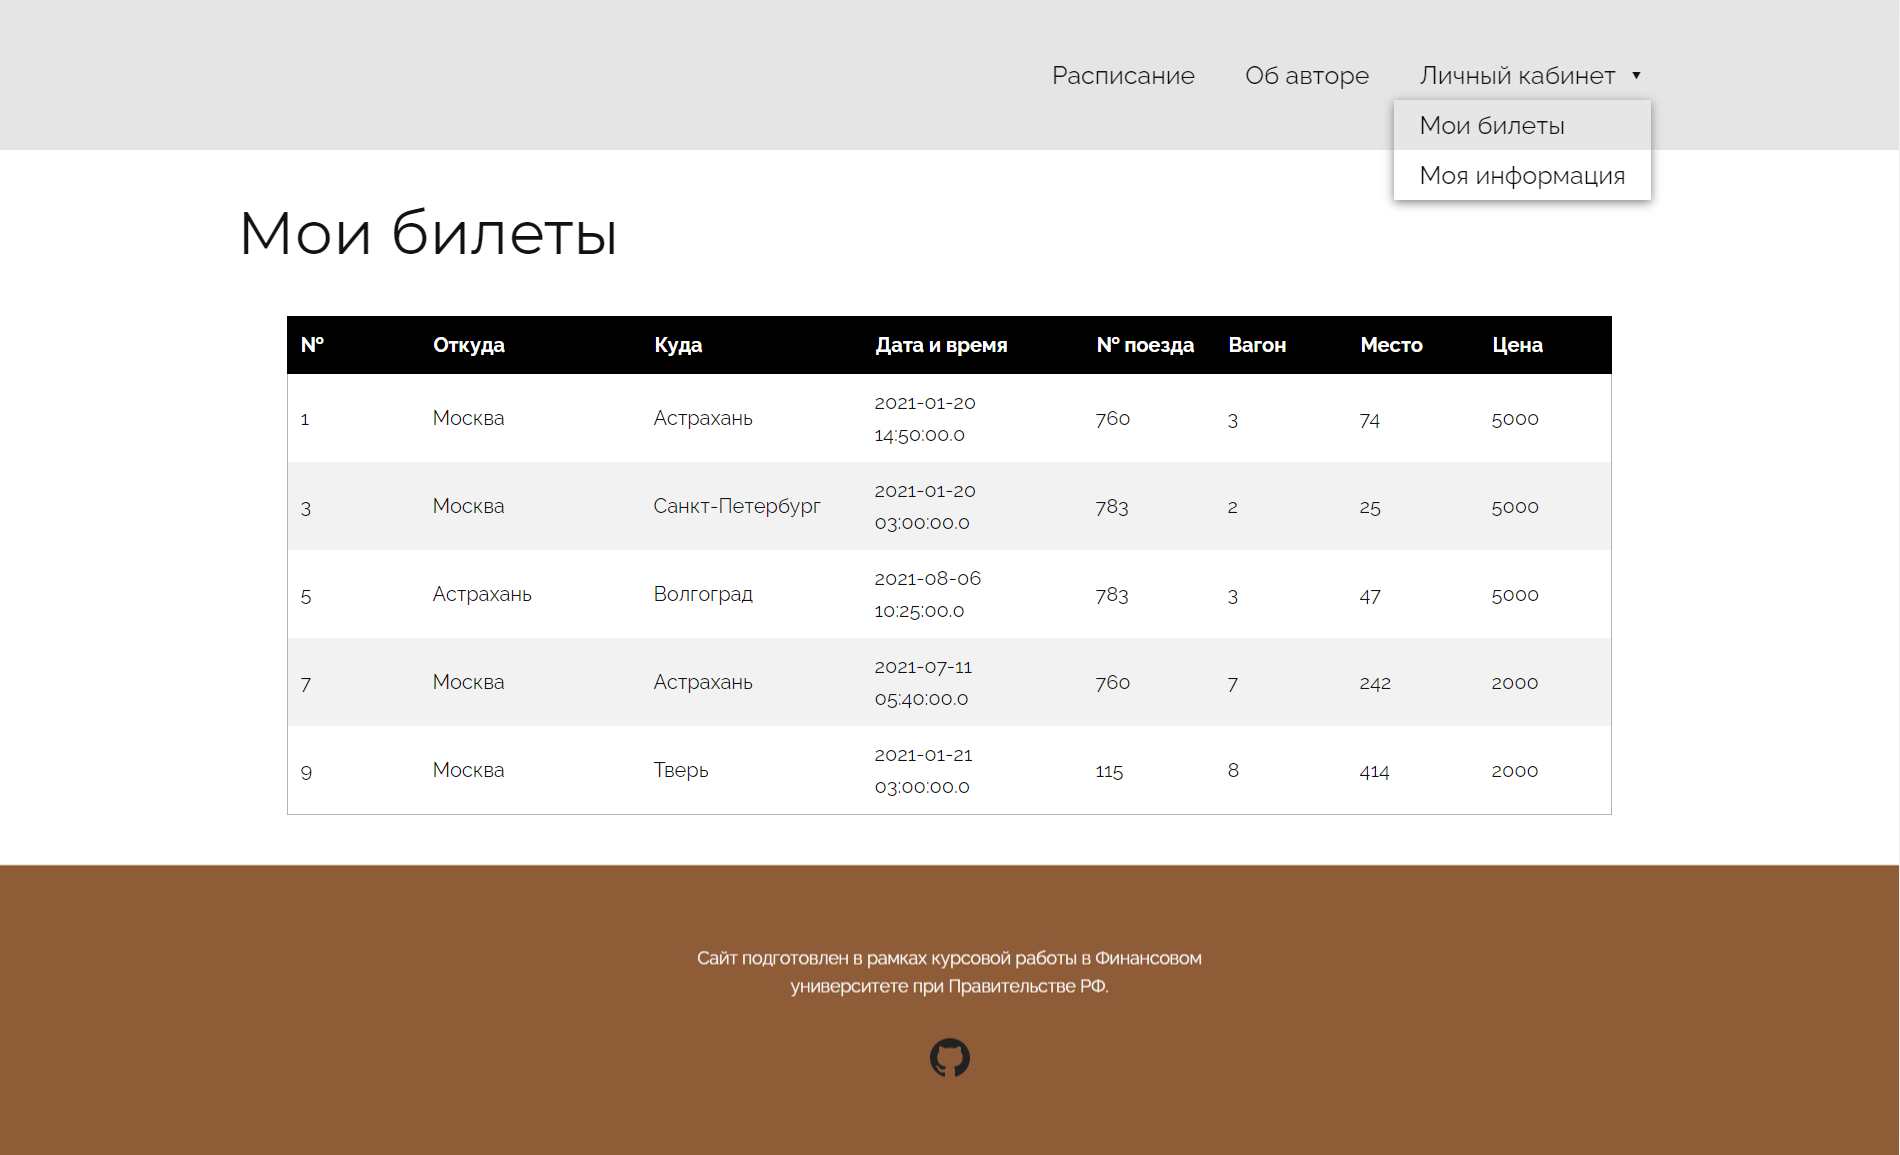 Расписание Об авторе Личный кабинет ▼
Мои билеты
Моя информация
Мои билеты
№ Откуда Куда Дата и время № поезда Вагон Место Цена
1 Москва Астрахань 2021-01-20 14:50:00.0 760 3 74 5000
3 Москва Санкт-Петербург 2021-01-20 03:00:00.0 783 2 25 5000
5 Астрахань Волгоград 2021-08-06 10:25:00.0 783 3 47 5000
7 Москва Астрахань 2021-07-11 05:40:00.0 760 7 242 2000
9 Москва Тверь 2021-01-21 03:00:00.0 115 8 414 2000
Сайт подготовлен в рамках курсовой работы в Финансовом
университете при Правительстве РФ.